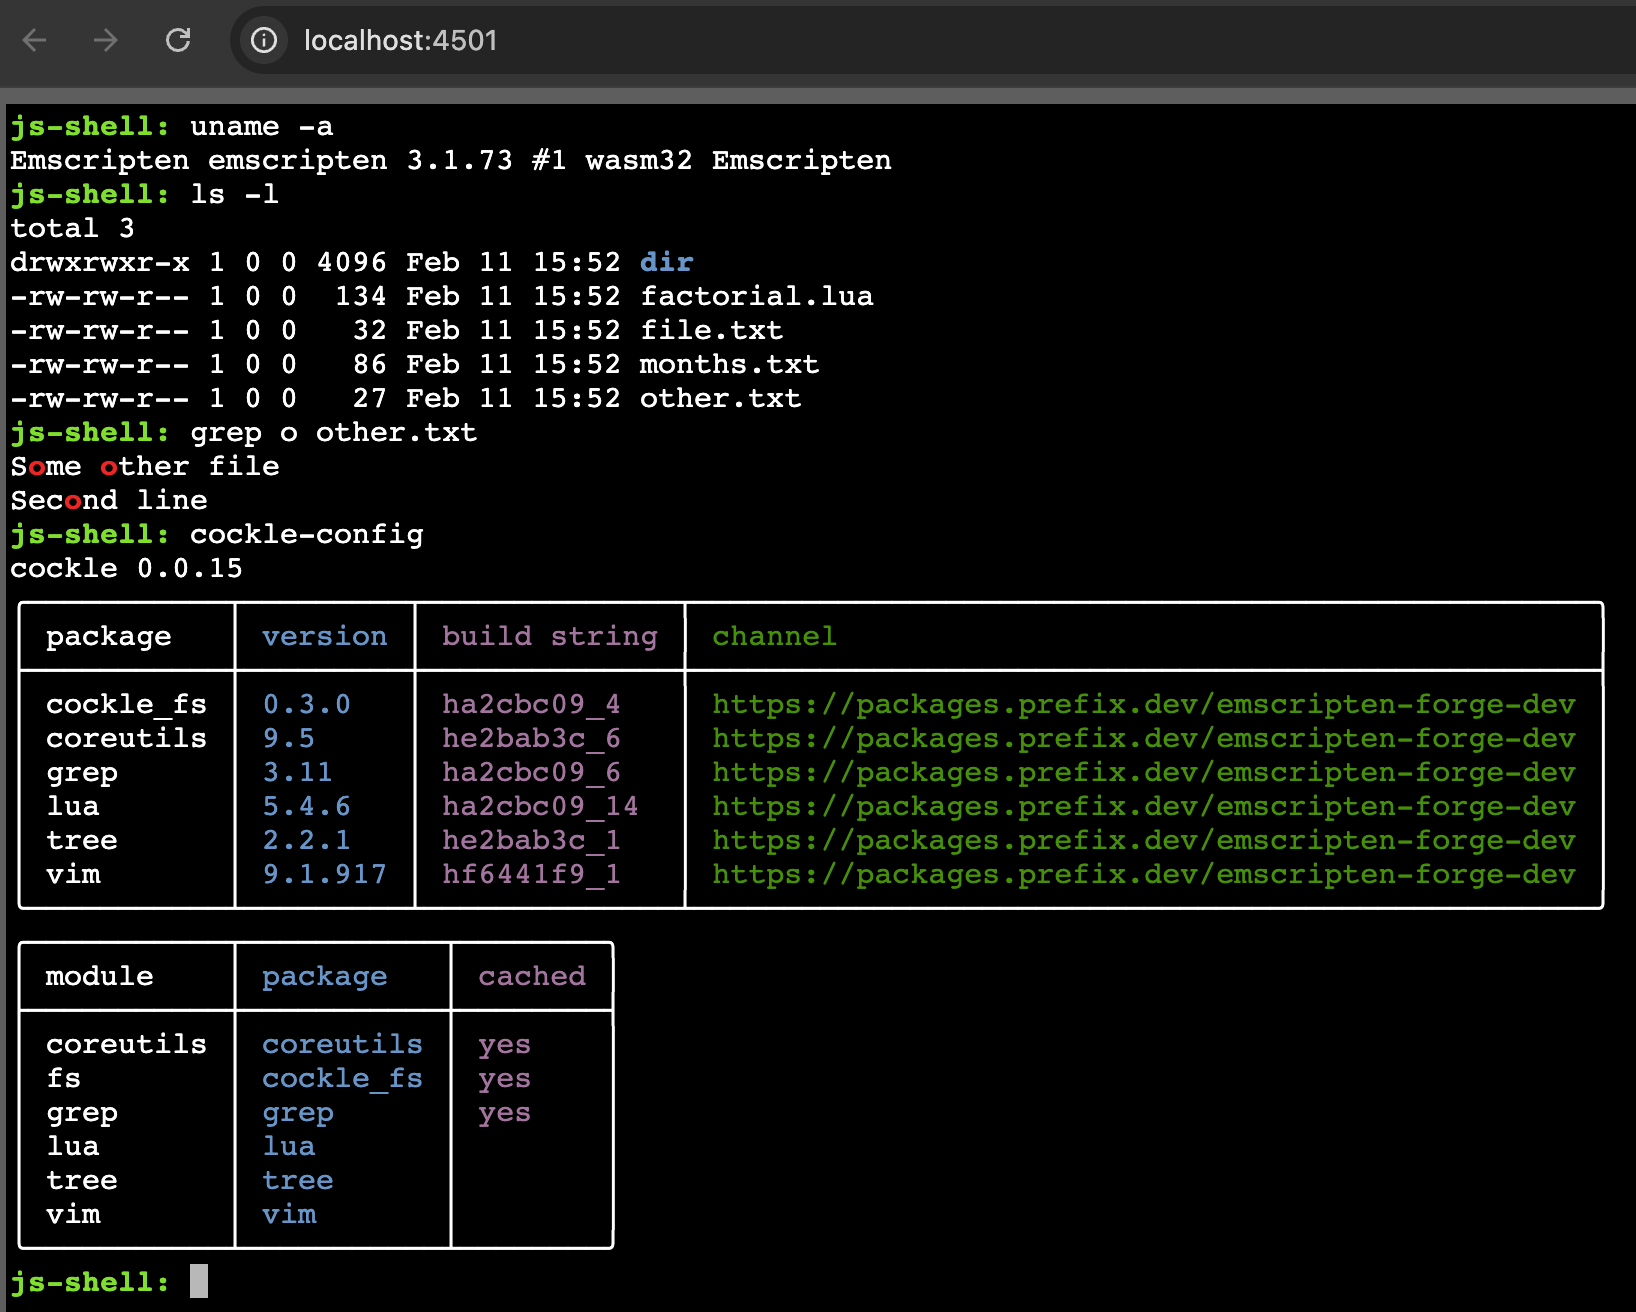 localhost:4501
js-shell: uname -a
Emscripten emscripten 3.1.73 #1 wasm32 Emscripten
js-shell: ls -l
total 3
drwxrwxr-x 1 0 0 4096 Feb 11 15:52 dir
-rw-rw-r-- 1 0 0  134 Feb 11 15:52 factorial.lua
-rw-rw-r-- 1 0 0   32 Feb 11 15:52 file.txt
-rw-rw-r-- 1 0 0   86 Feb 11 15:52 months.txt
-rw-rw-r-- 1 0 0   27 Feb 11 15:52 other.txt
js-shell: grep o other.txt
Some other file
Second line
js-shell: cockle-config
cockle 0.0.15
package version build string channel
cockle_fs 0.3.0 ha2cbc09_4 https://packages.prefix.dev/emscripten-forge-dev
coreutils 9.5 he2bab3c_6 https://packages.prefix.dev/emscripten-forge-dev
grep 3.11 ha2cbc09_6 https://packages.prefix.dev/emscripten-forge-dev
lua 5.4.6 ha2cbc09_14 https://packages.prefix.dev/emscripten-forge-dev
tree 2.2.1 he2bab3c_1 https://packages.prefix.dev/emscripten-forge-dev
vim 9.1.917 hf6441f9_1 https://packages.prefix.dev/emscripten-forge-dev
module package cached
coreutils coreutils yes
fs cockle_fs yes
grep grep yes
lua lua
tree tree
vim vim
js-shell: